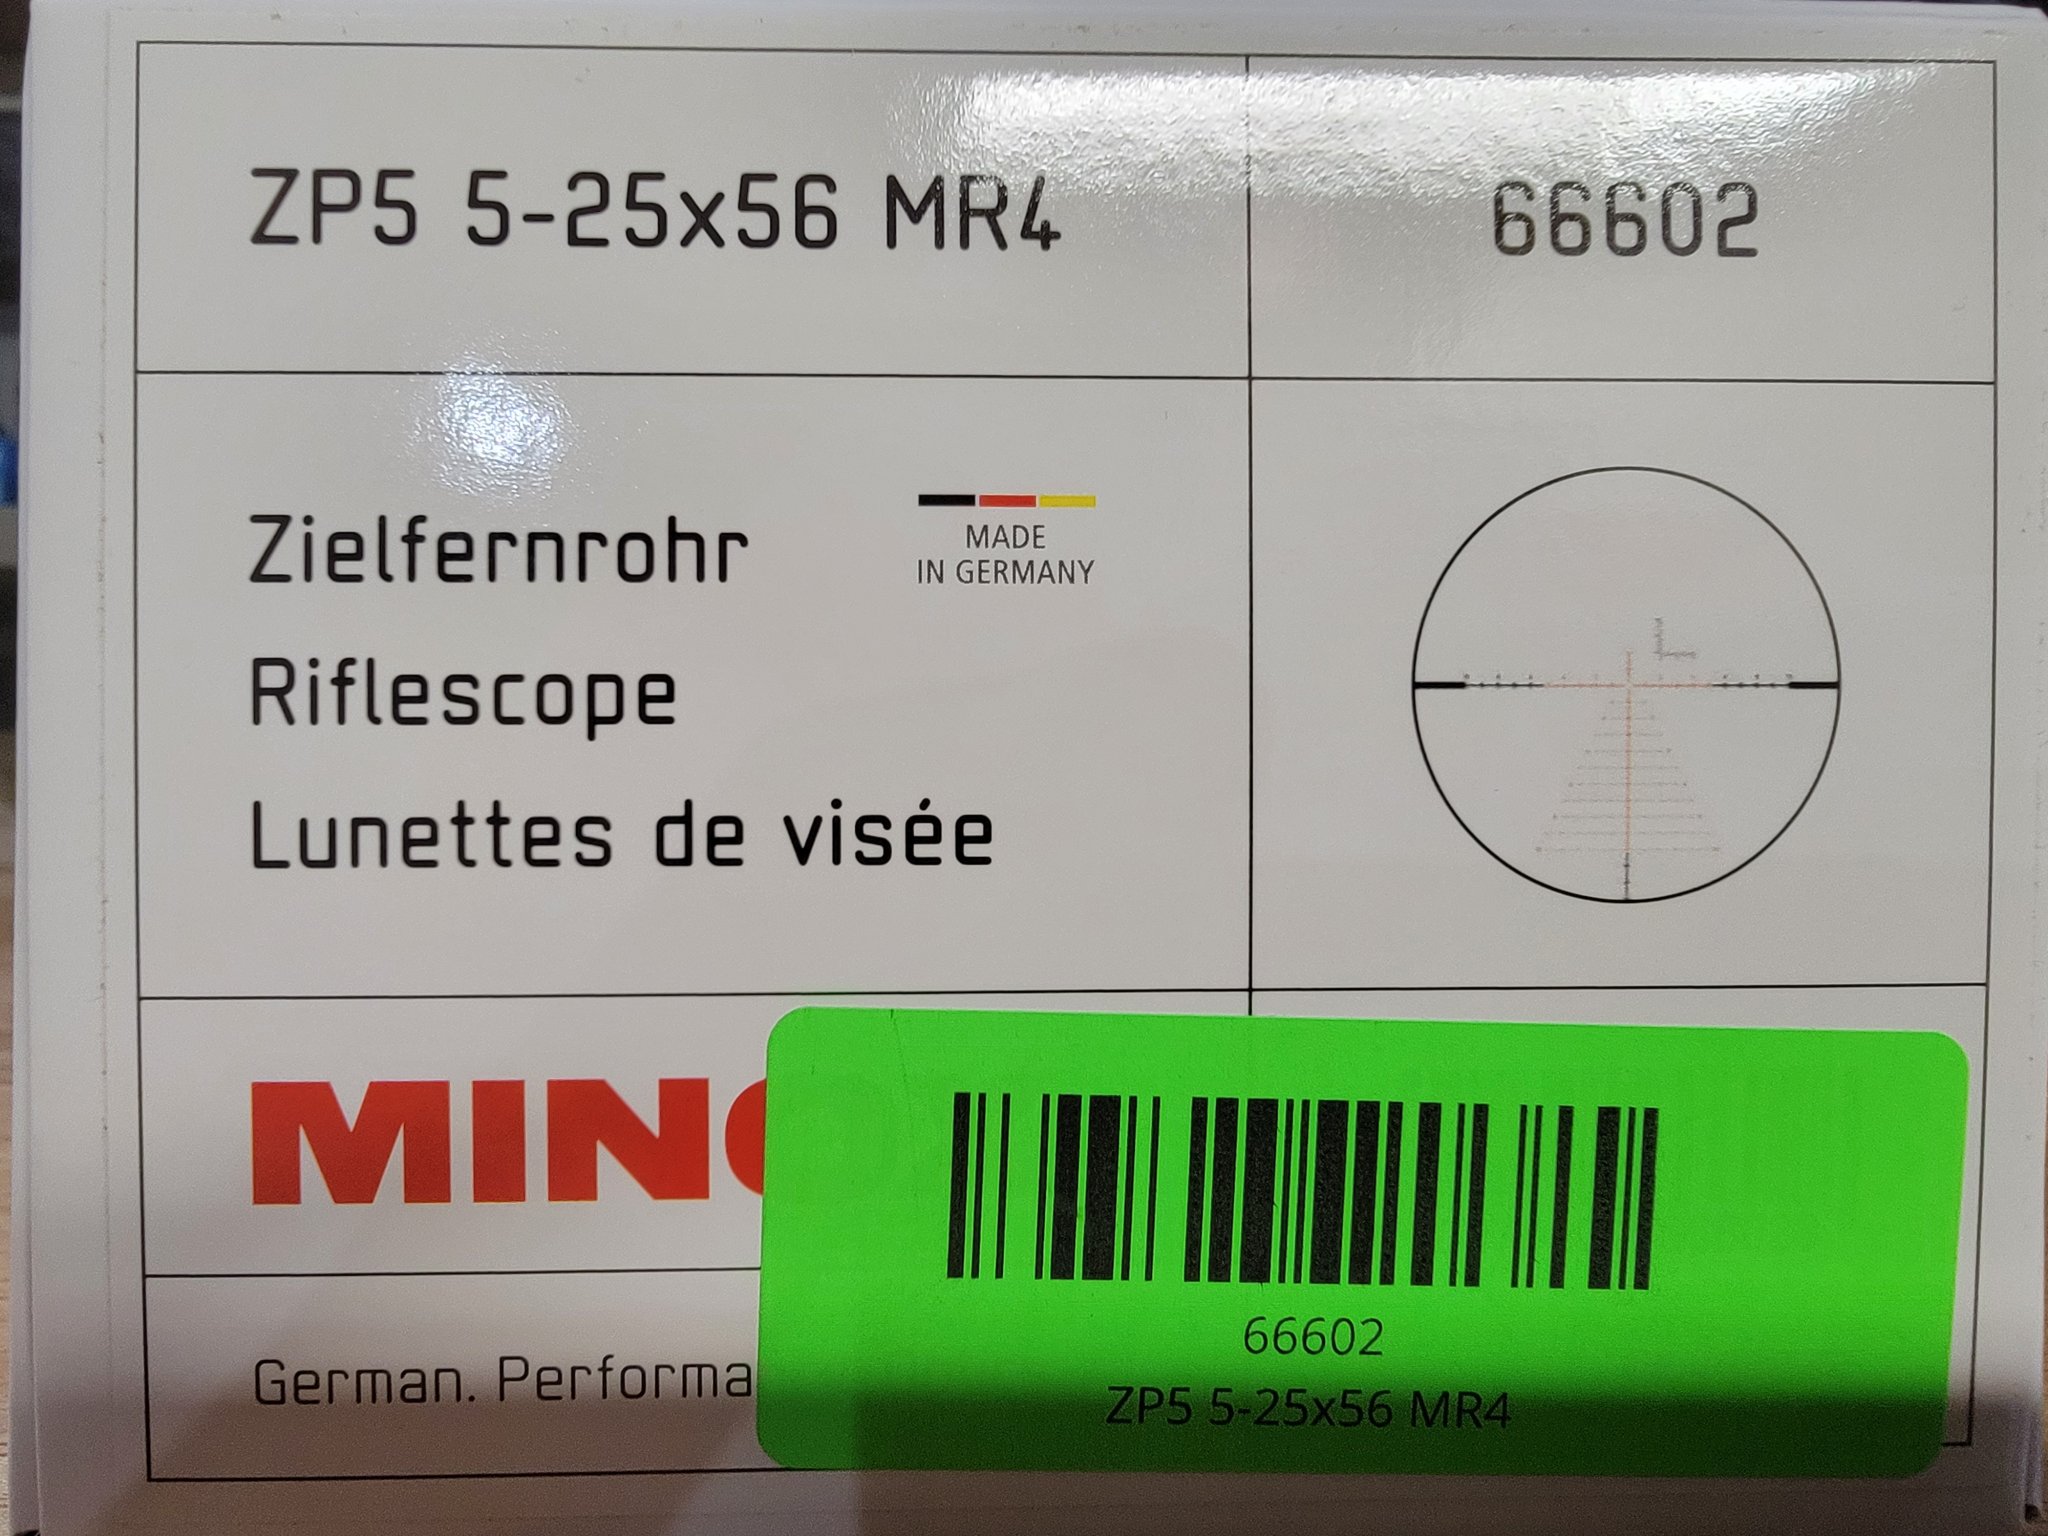 ZP5 5-25x56 MR4
66602
Zielfernrohr
MADE
IN GERMANY
Riflescope
Lunettes de visée
MIN
German. Performa
66602
ZP5 5-25x56 MR4